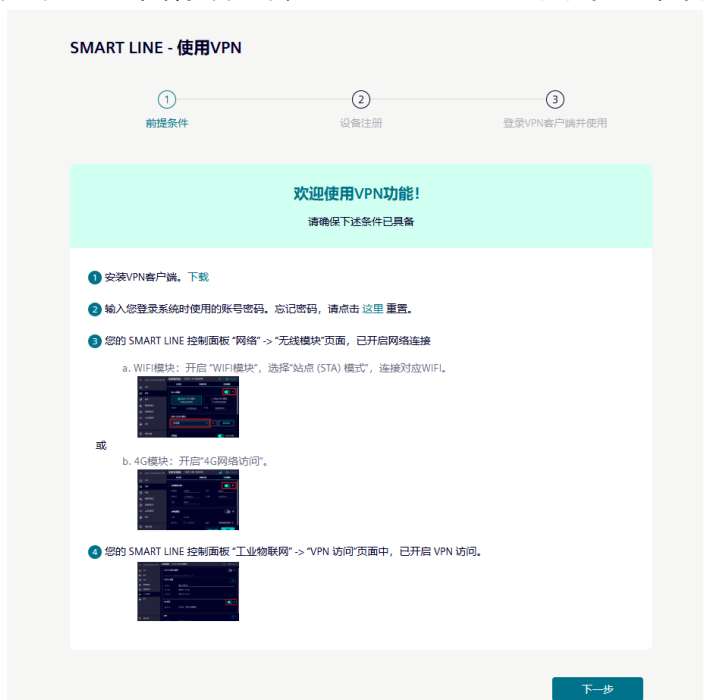 SMART LINE - 使用VPN
1
2
3
前提条件
设备注册
登录VPN客户端并使用
欢迎使用VPN功能！
请确保下述条件已具备
1 安装VPN客户端。下载
2 输入您登录系统时使用的账号密码。忘记密码，请点击 这里 重置。
3 您的 SMART LINE 控制面板 “网络” -> “无线模块”页面，已开启网络连接
a. WIFI模块：开启 “WIFI模块”，选择“站点 (STA) 模式”，连接对应WIFI。
或
b. 4G模块：开启“4G网络访问”。
4 您的 SMART LINE 控制面板 “工业物联网” -> “VPN 访问”页面中，已开启 VPN 访问。
下一步